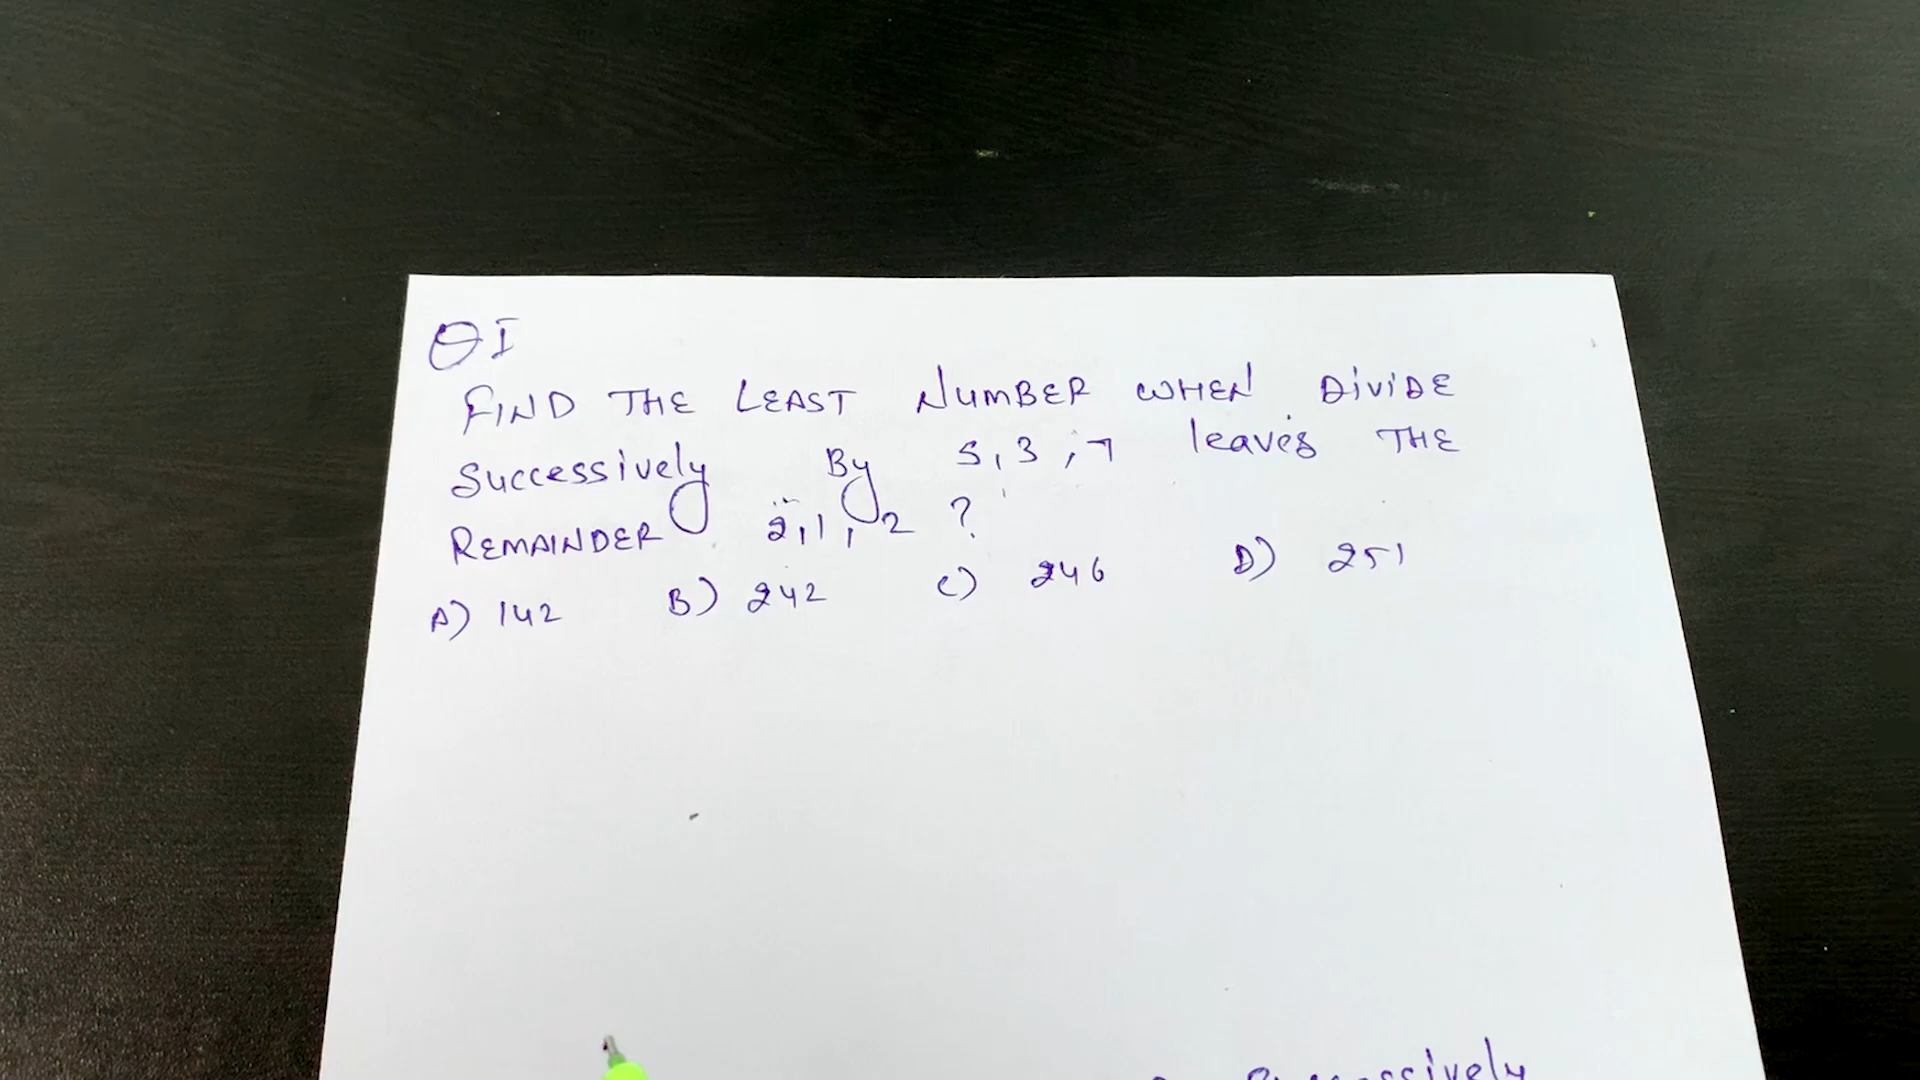 Q1
FIND THE LEAST NUMBER WHEN DIVIDE
Successively By 5,3,7 leaves THE
REMAINDER 2,1,2 ?
A) 142 B) 242 C) 246 D) 251
Successively